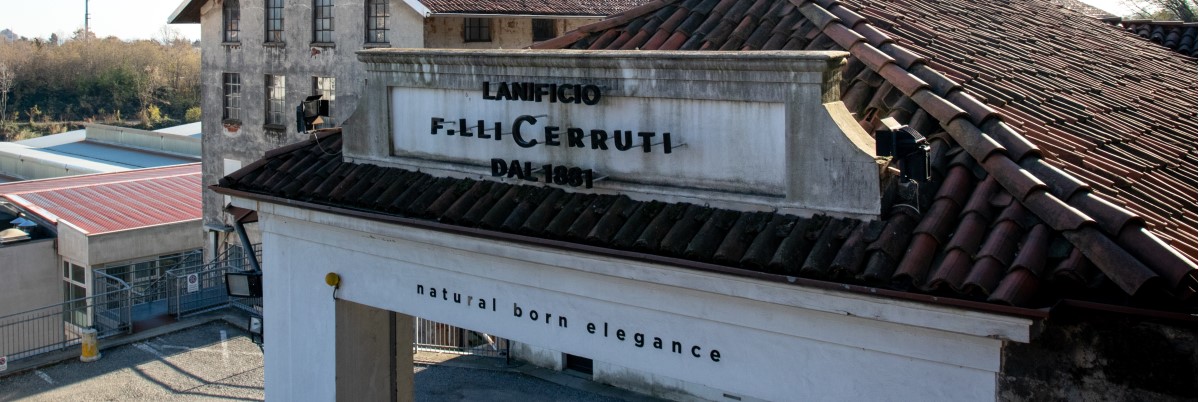 LANIFICIO
F.LLI CERRUTI
DAL 1881
natural born elegance